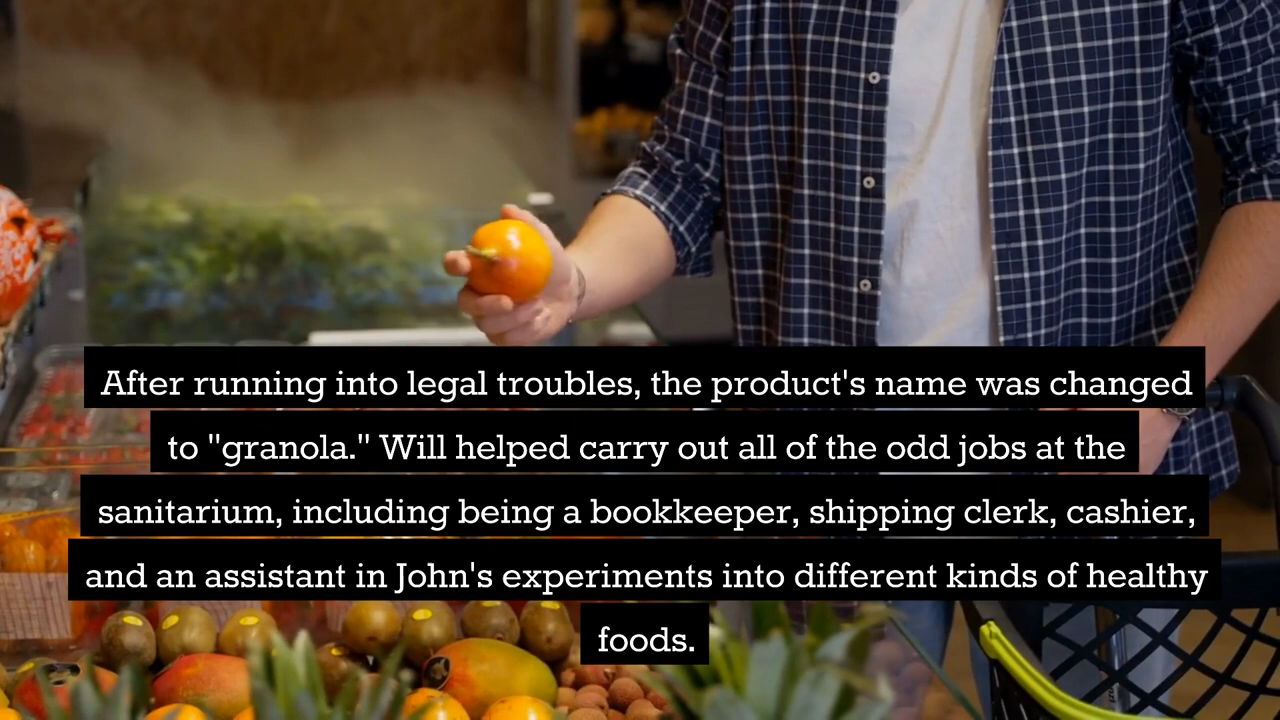 After running into legal troubles, the product's name was changed
to "granola." Will helped carry out all of the odd jobs at the
sanitarium, including being a bookkeeper, shipping clerk, cashier,
and an assistant in John's experiments into different kinds of healthy
foods.